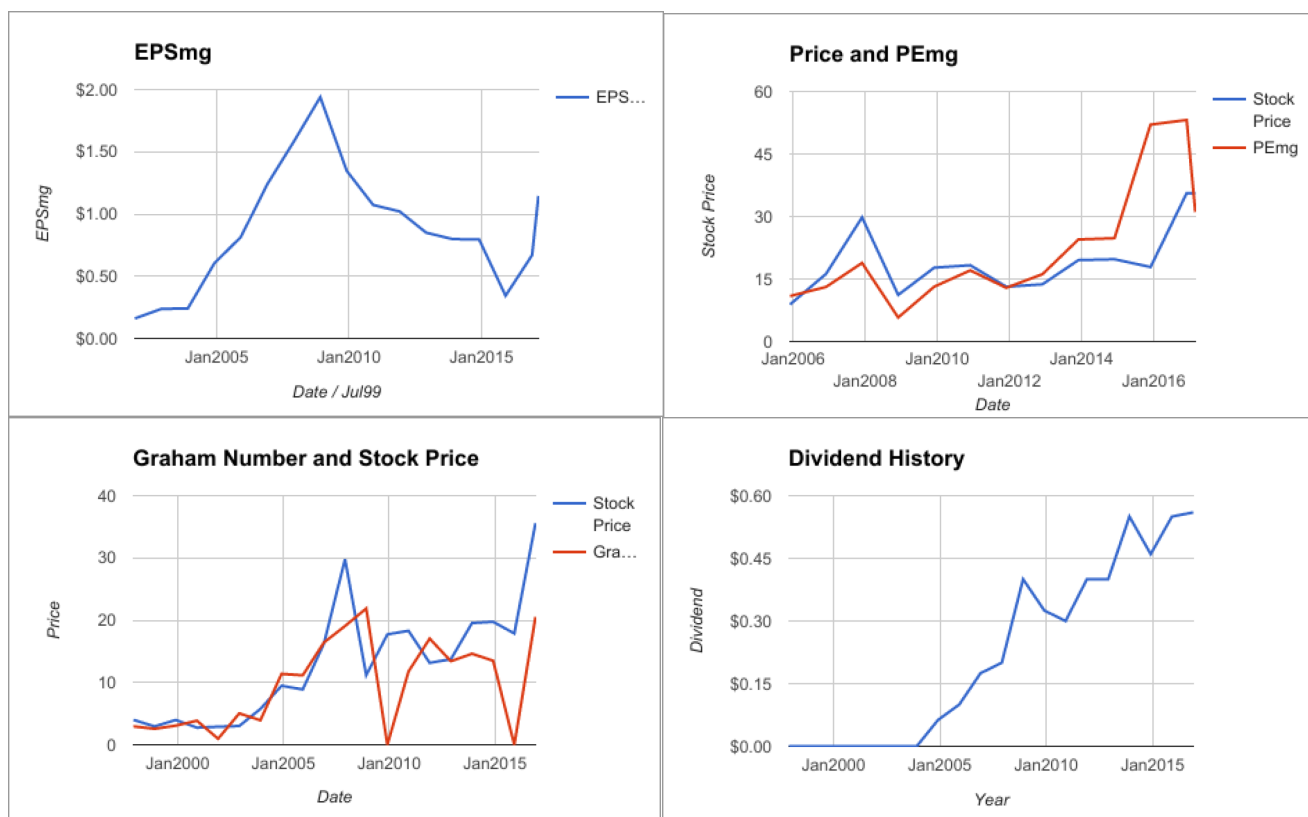 EPSmg
$2.00
$1.50
$1.00
$0.50
$0.00
EPSmg
Jan2005
Jan2010
Jan2015
Date / Jul99
EPS…
Price and PEmg
60
45
30
15
0
Stock Price
Jan2006
Jan2008
Jan2010
Jan2012
Jan2014
Jan2016
Date
Stock
Price
PEmg
Graham Number and Stock Price
40
30
20
10
0
Price
Jan2000
Jan2005
Jan2010
Jan2015
Date
Stock
Price
Gra…
Dividend History
$0.60
$0.45
$0.30
$0.15
$0.00
Dividend
Jan2000
Jan2005
Jan2010
Jan2015
Year